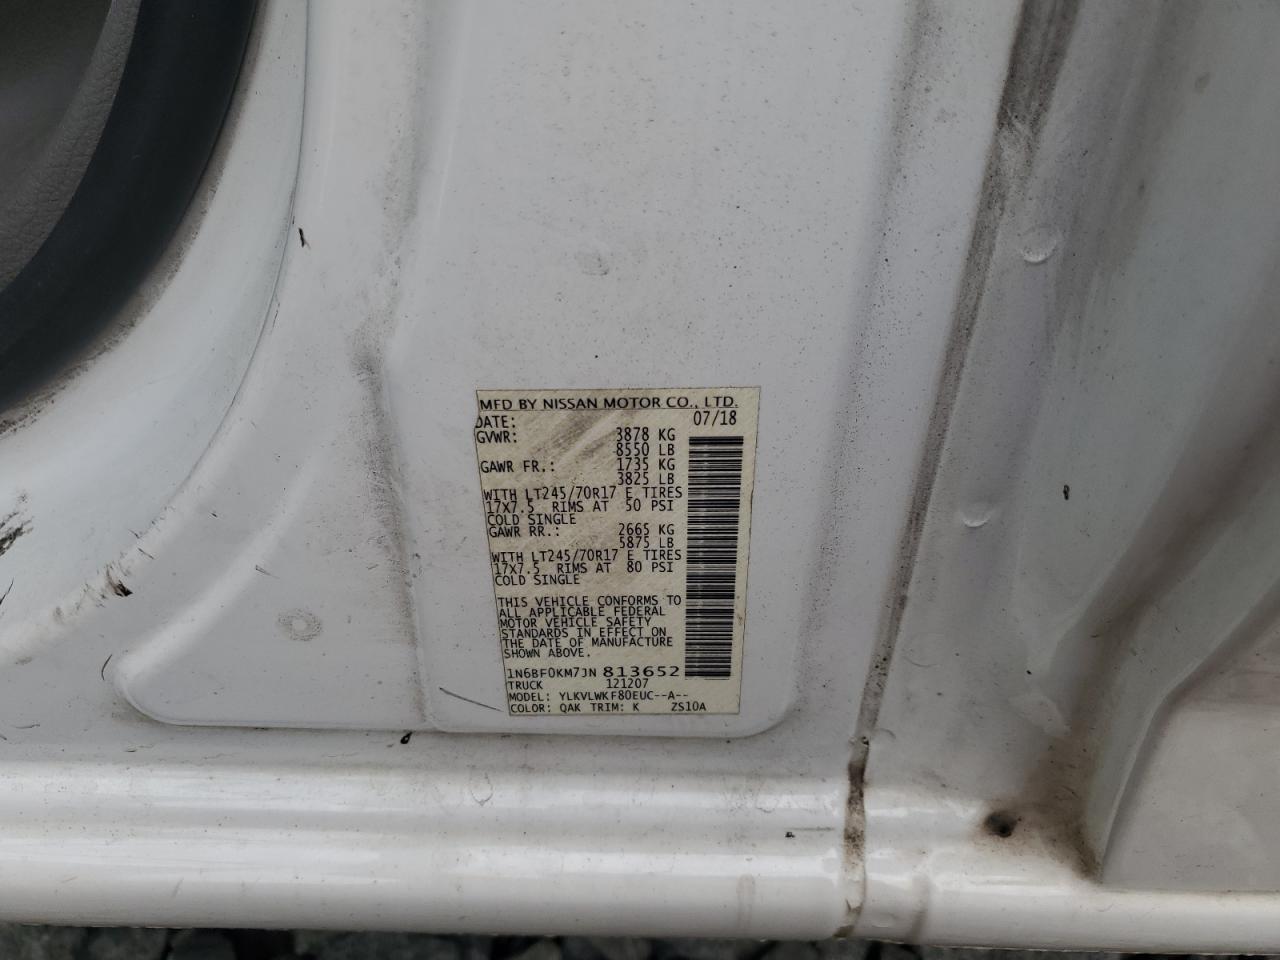 MFD BY NISSAN MOTOR CO., LTD.
DATE: 07/18
GVWR: 3878 KG
8550 LB
GAWR FR.: 1735 KG
3825 LB
WITH LT245/70R17 E TIRES
17X7.5 RIMS AT 50 PSI
COLD SINGLE
GAWR RR.: 2665 KG
5875 LB
WITH LT245/70R17 E TIRES
17X7.5 RIMS AT 80 PSI
COLD SINGLE
THIS VEHICLE CONFORMS TO
ALL APPLICABLE FEDERAL
MOTOR VEHICLE SAFETY
STANDARDS IN EFFECT ON
THE DATE OF MANUFACTURE
SHOWN ABOVE.
1N6BF0KM7JN 813652
TRUCK 121207
MODEL: YLKVLWKF80EUC--A--
COLOR: QAK TRIM: K ZS10A